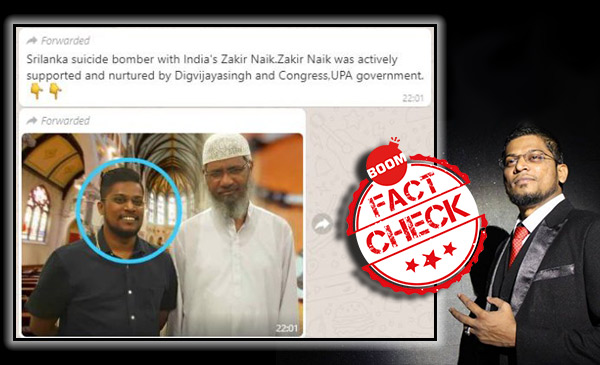 Forwarded
Srilanka suicide bomber with India's Zakir Naik.Zakir Naik was actively
supported and nurtured by Digvijayasingh and Congress,UPA government.
👇👇
22:01
Forwarded
22:01
BOOM
FACT
CHECK